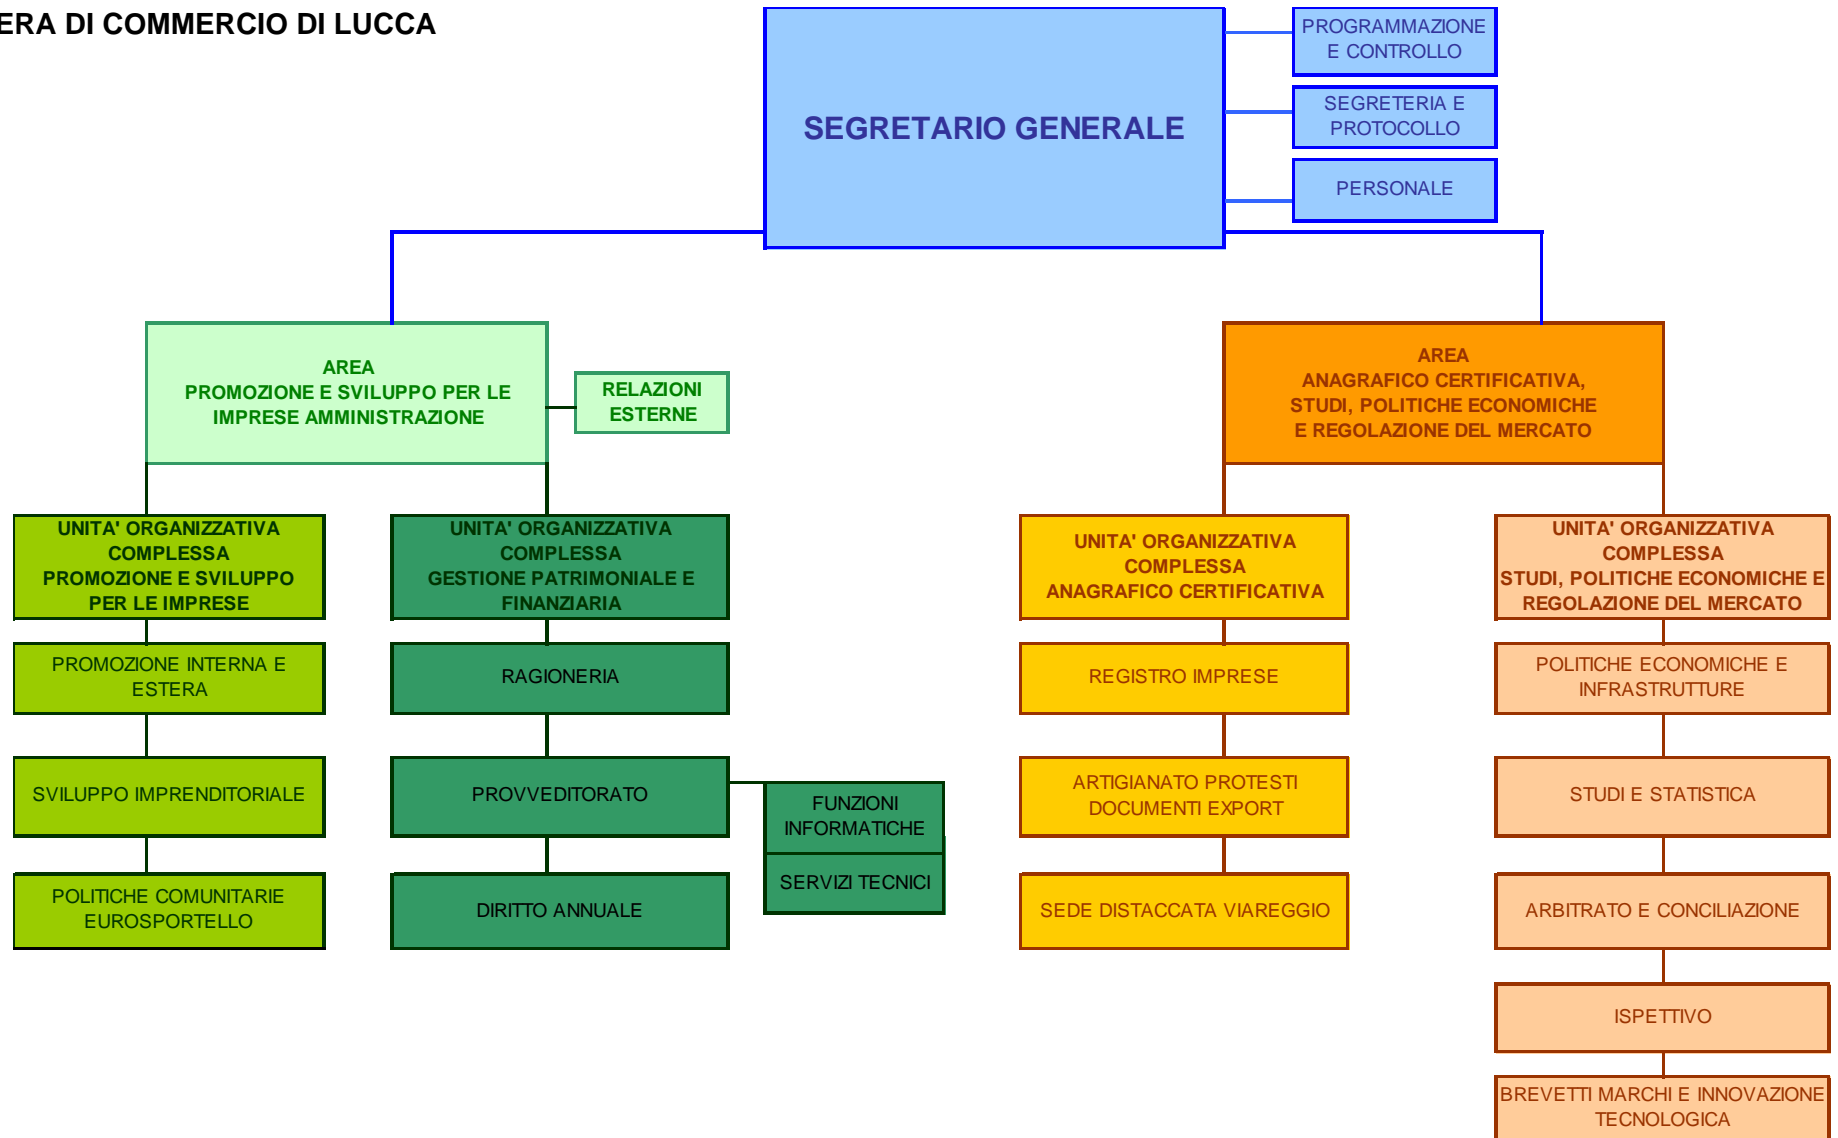 ERA DI COMMERCIO DI LUCCA
SEGRETARIO GENERALE
PROGRAMMAZIONE
E CONTROLLO
SEGRETERIA E
PROTOCOLLO
PERSONALE
AREA
PROMOZIONE E SVILUPPO PER LE
IMPRESE AMMINISTRAZIONE
RELAZIONI
ESTERNE
AREA
ANAGRAFICO CERTIFICATIVA,
STUDI, POLITICHE ECONOMICHE
E REGOLAZIONE DEL MERCATO
UNITA' ORGANIZZATIVA
COMPLESSA
PROMOZIONE E SVILUPPO
PER LE IMPRESE
UNITA' ORGANIZZATIVA
COMPLESSA
GESTIONE PATRIMONIALE E
FINANZIARIA
UNITA' ORGANIZZATIVA
COMPLESSA
ANAGRAFICO CERTIFICATIVA
UNITA' ORGANIZZATIVA
COMPLESSA
STUDI, POLITICHE ECONOMICHE E
REGOLAZIONE DEL MERCATO
PROMOZIONE INTERNA E
ESTERA
RAGIONERIA
REGISTRO IMPRESE
POLITICHE ECONOMICHE E
INFRASTRUTTURE
SVILUPPO IMPRENDITORIALE
PROVVEDITORATO
FUNZIONI
INFORMATICHE
SERVIZI TECNICI
ARTIGIANATO PROTESTI
DOCUMENTI EXPORT
STUDI E STATISTICA
POLITICHE COMUNITARIE
EUROSPORTELLO
DIRITTO ANNUALE
SEDE DISTACCATA VIAREGGIO
ARBITRATO E CONCILIAZIONE
ISPETTIVO
BREVETTI MARCHI E INNOVAZIONE
TECNOLOGICA